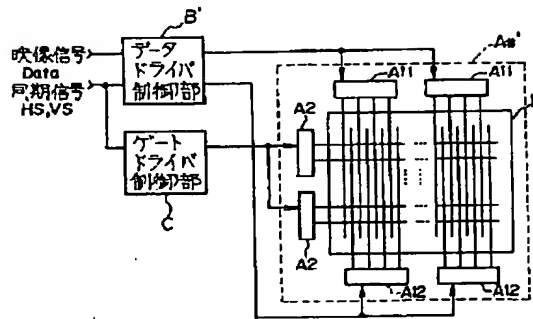 映像信号
Data
同期信号
HS,VS
B'
データ
ドライバ
制御部
ゲート
ドライバ
制御部
C
A11
A11
A2
A2
A12
A12